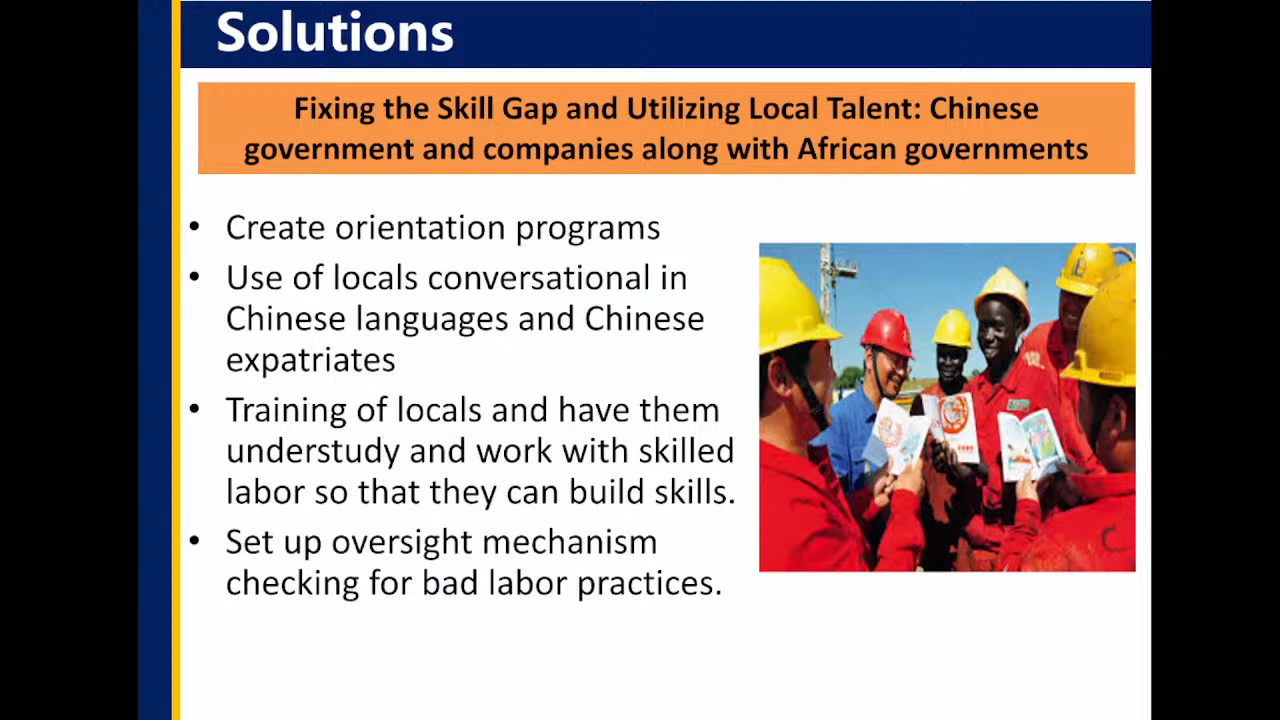 Solutions
Fixing the Skill Gap and Utilizing Local Talent: Chinese
government and companies along with African governments
• Create orientation programs
• Use of locals conversational in
Chinese languages and Chinese
expatriates
• Training of locals and have them
understudy and work with skilled
labor so that they can build skills.
• Set up oversight mechanism
checking for bad labor practices.